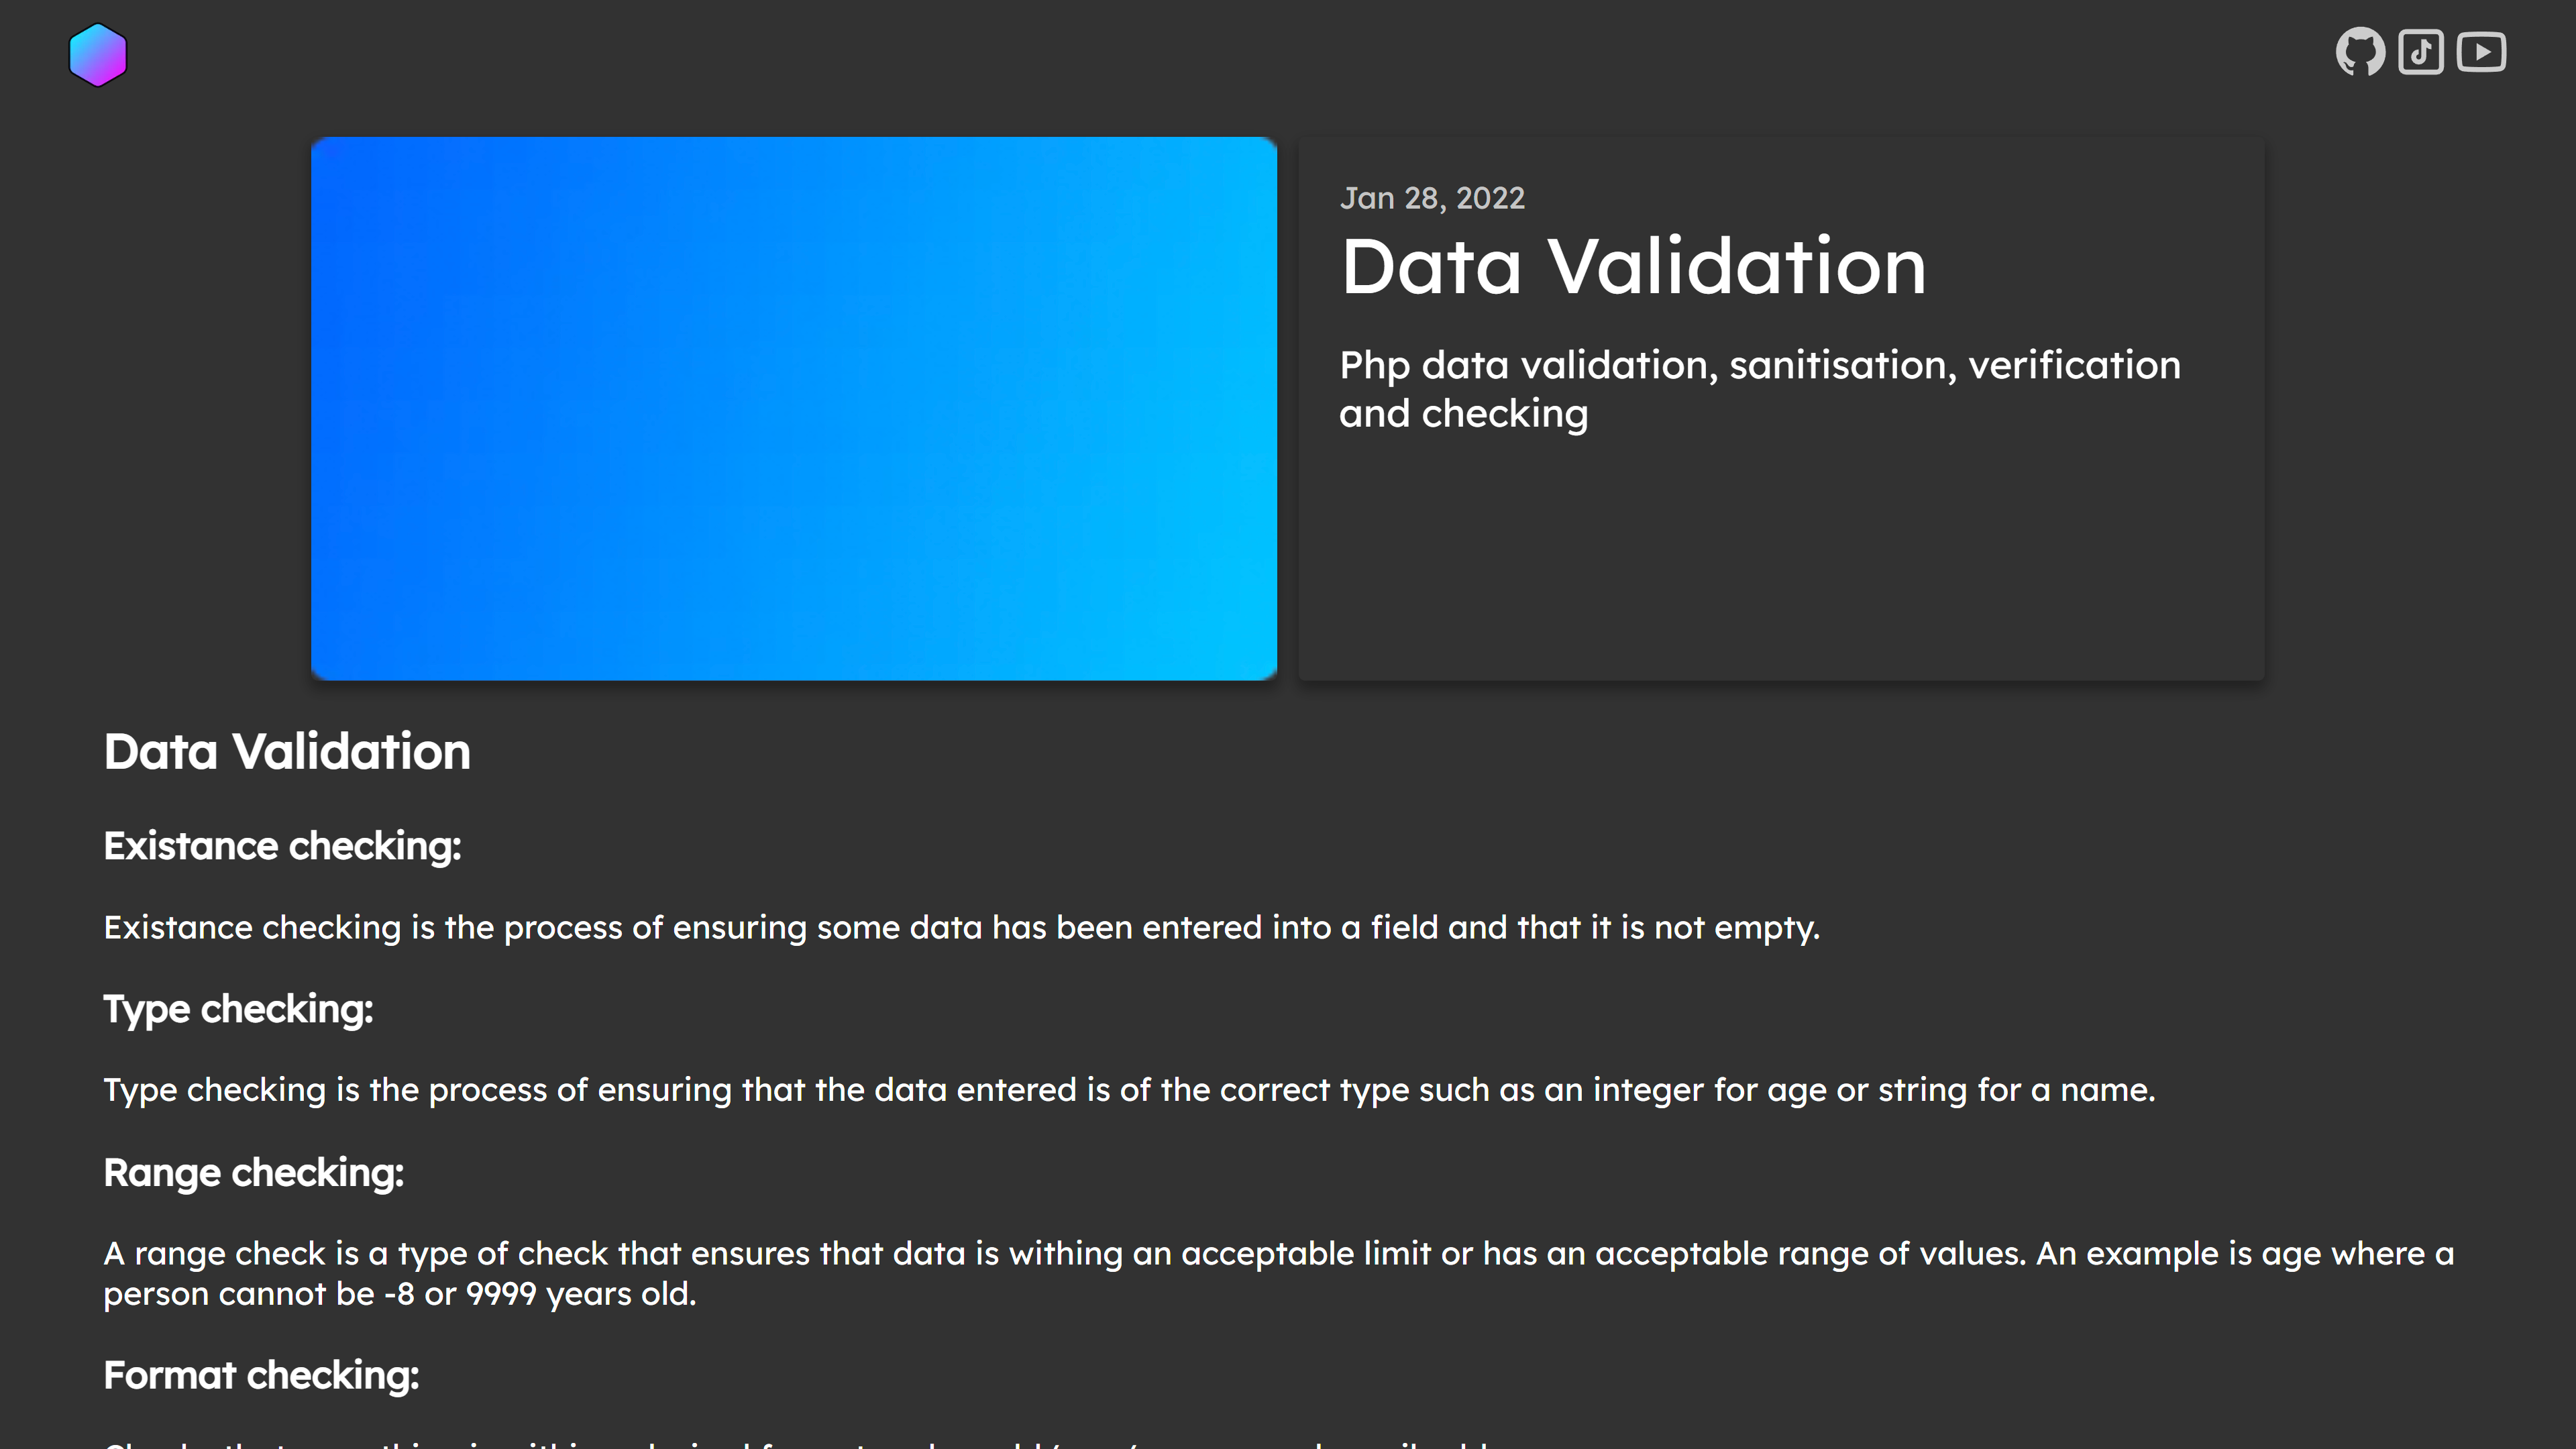 Jan 28, 2022
Data Validation
Php data validation, sanitisation, verification
and checking
Data Validation
Existance checking:
Existance checking is the process of ensuring some data has been entered into a field and that it is not empty.
Type checking:
Type checking is the process of ensuring that the data entered is of the correct type such as an integer for age or string for a name.
Range checking:
A range check is a type of check that ensures that data is withing an acceptable limit or has an acceptable range of values. An example is age where a
person cannot be -8 or 9999 years old.
Format checking: